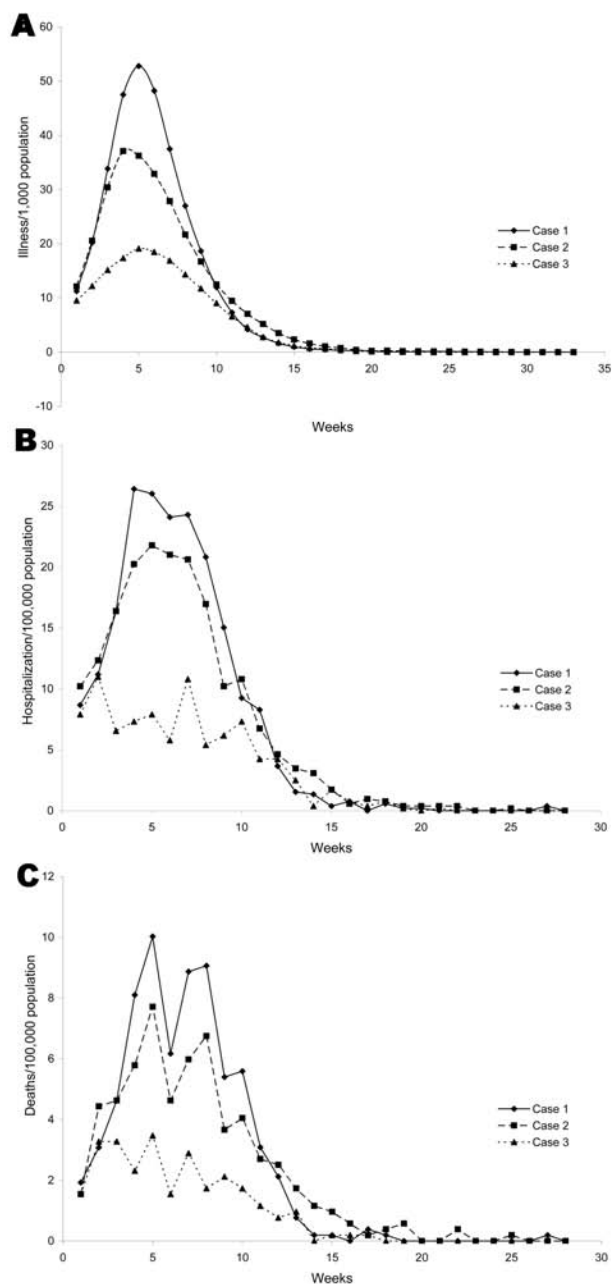 A
60
50
40
30
20
10
0
-10
Illness/1,000 population
Case 1
Case 2
Case 3
0 5 10 15 20 25 30 35
Weeks
B
30
25
20
15
10
5
0
Hospitalization/100,000 population
Case 1
Case 2
Case 3
0 5 10 15 20 25 30
Weeks
C
12
10
8
6
4
2
0
Deaths/100,000 population
Case 1
Case 2
Case 3
0 5 10 15 20 25 30
Weeks